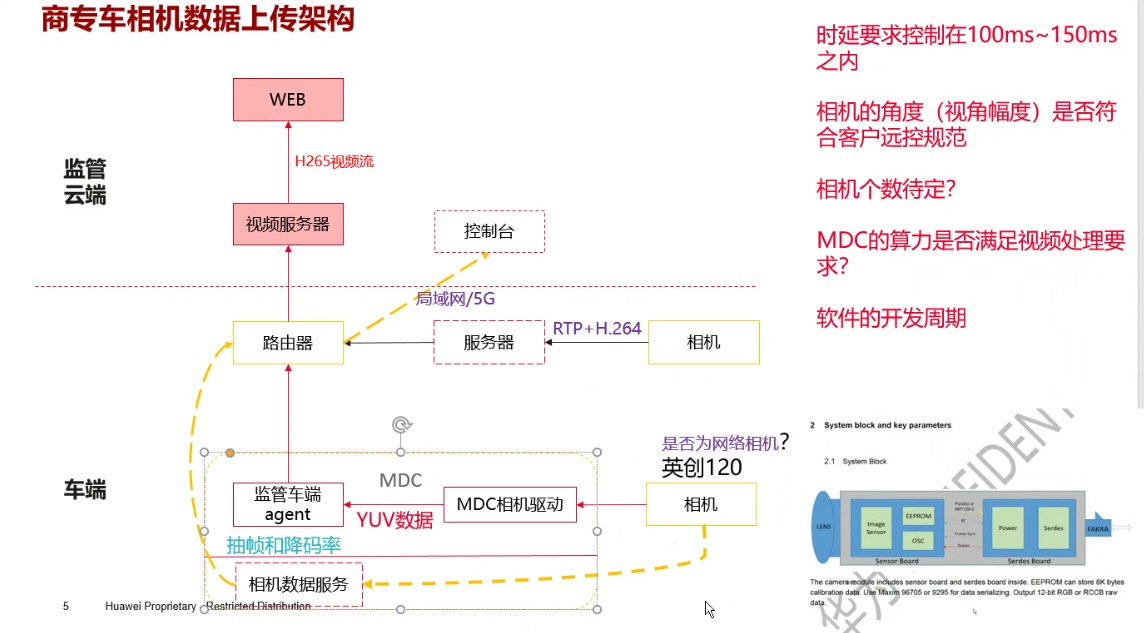 商专车相机数据上传架构
WEB
H265视频流
监管
云端
视频服务器
控制台
局域网/5G
路由器
服务器
RTP+H.264
相机
是否为网络相机?
英创120
车端
MDC
监管车端
agent
YUV数据
MDC相机驱动
相机
抽帧和降码率
相机数据服务
5
Huawei Proprietary - Restricted Distribution
时延要求控制在100ms~150ms
之内
相机的角度（视角幅度）是否符
合客户远控规范
相机个数待定?
MDC的算力是否满足视频处理要
求?
软件的开发周期
2 System block and key parameters
2.1 System Block
LENS
Image
Sensor
EEPROM
OSC
Parallel or
MIPI CSI-2
Frame Sync
Power
Power
Serdes
FAKRA
Sensor Board
Serdes Board
The camera module includes sensor board and serdes board inside. EEPROM can store 8K bytes
calibration data. Use Maxim 96705 or 9295 for data serializing. Output 12-bit RGB or RCCB raw
data.
华为